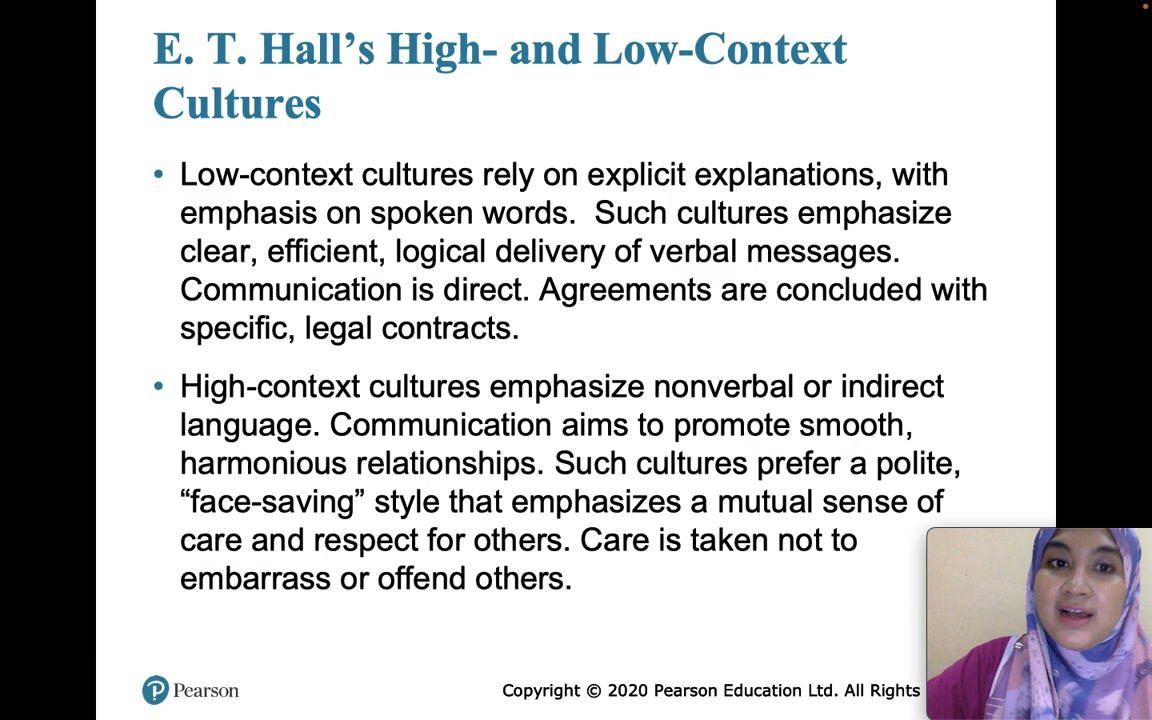 E. T. Hall’s High- and Low-Context
Cultures
• Low-context cultures rely on explicit explanations, with
emphasis on spoken words.  Such cultures emphasize
clear, efficient, logical delivery of verbal messages.
Communication is direct. Agreements are concluded with
specific, legal contracts.
• High-context cultures emphasize nonverbal or indirect
language. Communication aims to promote smooth,
harmonious relationships. Such cultures prefer a polite,
“face-saving” style that emphasizes a mutual sense of
care and respect for others. Care is taken not to
embarrass or offend others.
P Pearson
Copyright © 2020 Pearson Education Ltd. All Rights